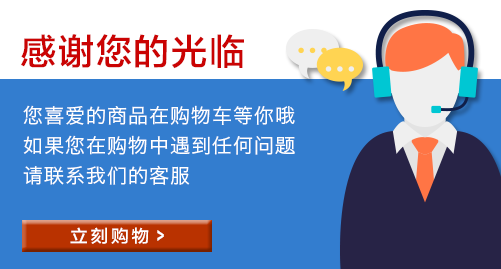 感谢您的光临
您喜爱的商品在购物车等你哦
如果您在购物中遇到任何问题
请联系我们的客服
立刻购物 >